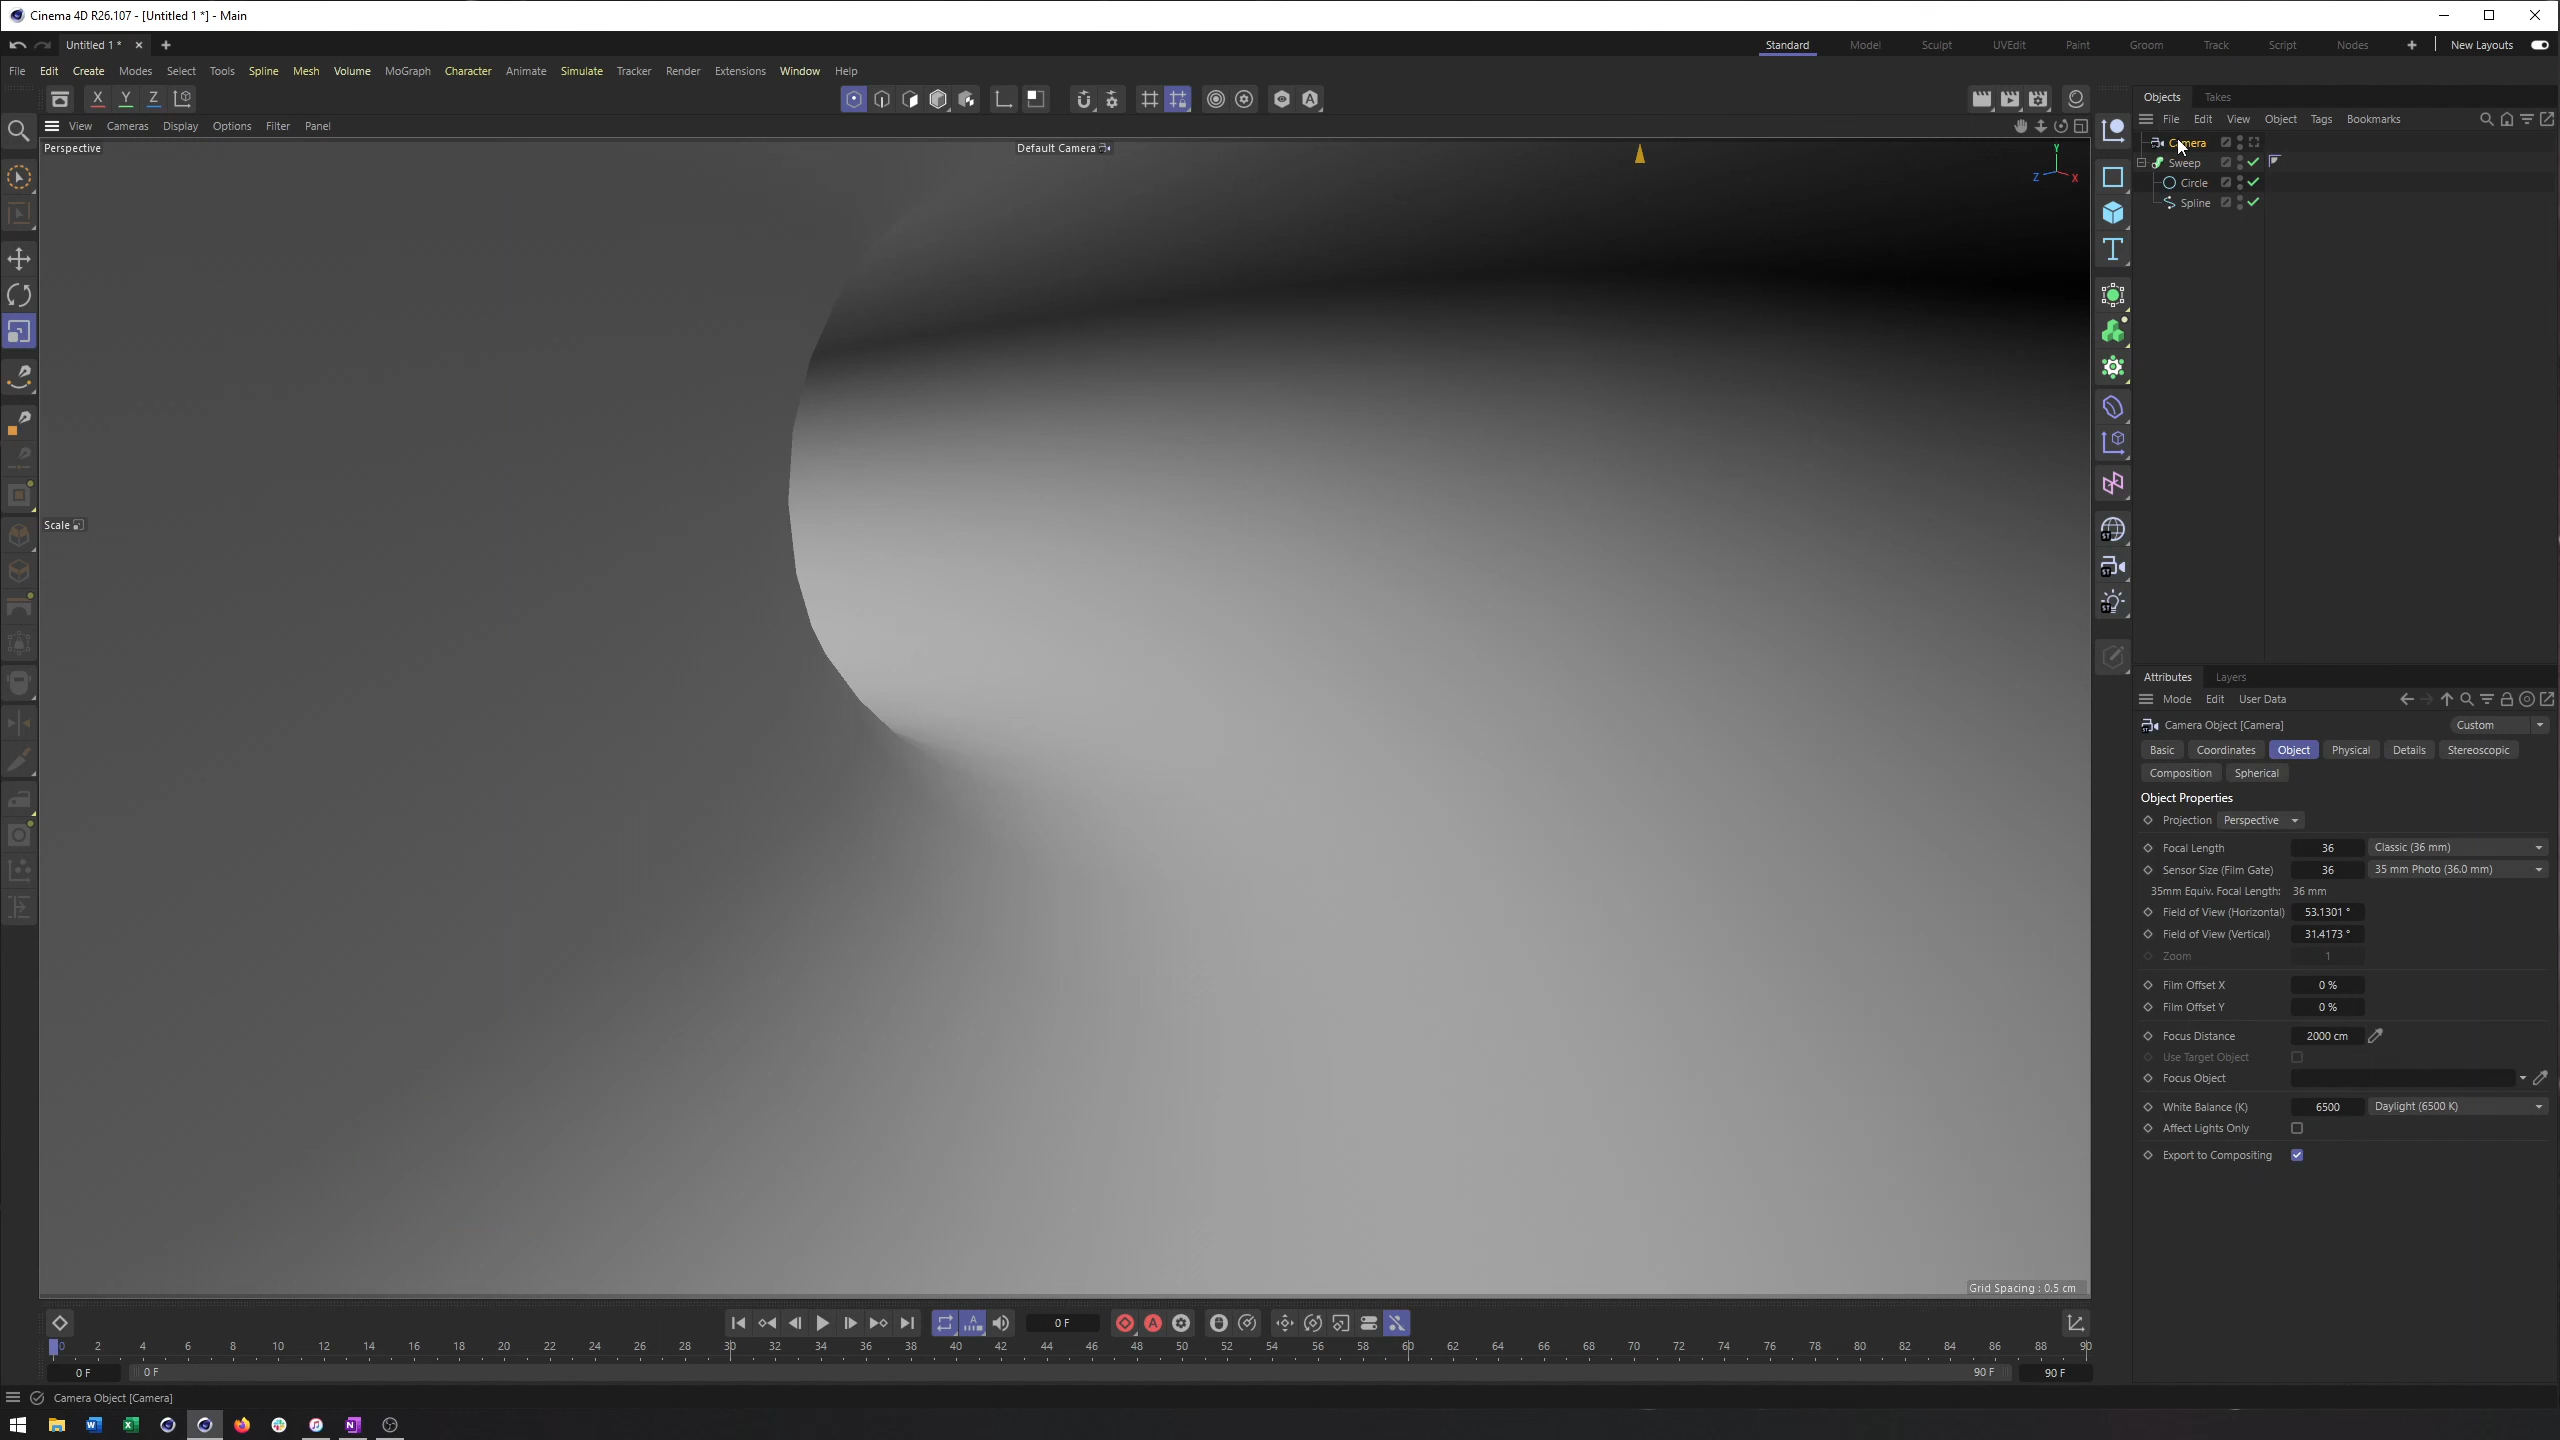 Cinema 4D R26.107 - [Untitled 1 *] - Main
Untitled 1 *
Standard Model Sculpt UVEdit Paint Groom Track Script Nodes New Layouts
File Edit Create Modes Select Tools Spline Mesh Volume MoGraph Character Animate Simulate Tracker Render Extensions Window Help
X Y Z
View Cameras Display Options Filter Panel
Perspective
Default Camera
Y
Z X
Scale
Grid Spacing : 0.5 cm
Objects Takes
File Edit View Object Tags Bookmarks
Camera
Sweep
Circle
Spline
Attributes Layers
Mode Edit User Data
Camera Object [Camera] Custom
Basic Coordinates Object Physical Details Stereoscopic
Composition Spherical
Object Properties
Projection Perspective
Focal Length 36 Classic (36 mm)
Sensor Size (Film Gate) 36 35 mm Photo (36.0 mm)
35mm Equiv. Focal Length: 36 mm
Field of View (Horizontal) 53.1301 °
Field of View (Vertical) 31.4173 °
Zoom 1
Film Offset X 0 %
Film Offset Y 0 %
Focus Distance 2000 cm
Use Target Object
Focus Object
White Balance (K) 6500 Daylight (6500 K)
Affect Lights Only
Export to Compositing
0 F
0 2 4 6 8 10 12 14 16 18 20 22 24 26 28 30 32 34 36 38 40 42 44 46 48 50 52 54 56 58 60 62 64 66 68 70 72 74 76 78 80 82 84 86 88 90
0 F 0 F 90 F 90 F
Camera Object [Camera]